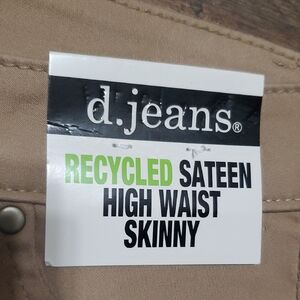 d.jeans®
RECYCLED SATEEN
HIGH WAIST
SKINNY